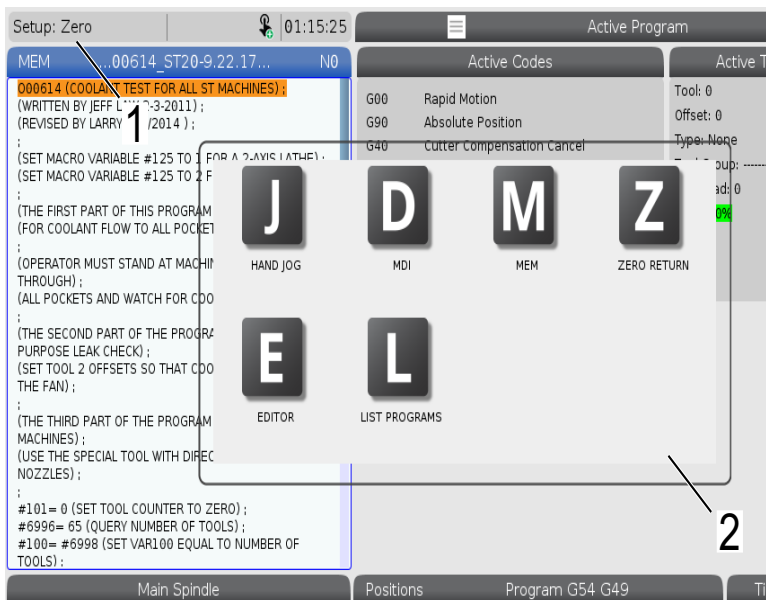 Setup: Zero
01:15:25
Active Program
MEM ...00614_ST20-9.22.17... N0
O00614 (COOLANT TEST FOR ALL ST MACHINES) ;
(WRITTEN BY JEFF -3-2011) ;
(REVISED BY LARRY /2014 ) ;
;
(SET MACRO VARIABLE #125 TO 1 FOR A 2-AXIS LATHE) ;
(SET MACRO VARIABLE #125 TO 2 F
;
(THE FIRST PART OF THIS PROGRAM
(FOR COOLANT FLOW TO ALL POCKET
;
(OPERATOR MUST STAND AT MACHIN
THROUGH) ;
(ALL POCKETS AND WATCH FOR COO
;
(THE SECOND PART OF THE PROGRA
PURPOSE LEAK CHECK) ;
(SET TOOL 2 OFFSETS SO THAT COO
THE FAN) ;
;
(THE THIRD PART OF THE PROGRAM
MACHINES) ;
(USE THE SPECIAL TOOL WITH DIREC
NOZZLES) ;
;
#101= 0 (SET TOOL COUNTER TO ZERO) ;
#6996= 65 (QUERY NUMBER OF TOOLS) ;
#100= #6998 (SET VAR100 EQUAL TO NUMBER OF
TOOLS) ;
1
Active Codes
G00 Rapid Motion
G90 Absolute Position
G40 Cutter Compensation Cancel
Active T
Tool: 0
Offset: 0
Type: None
oup: ------
ad: 0
0%
J D M Z
HAND JOG MDI MEM ZERO RETURN
E L
EDITOR LIST PROGRAMS
2
Main Spindle
Positions Program G54 G49
Ti